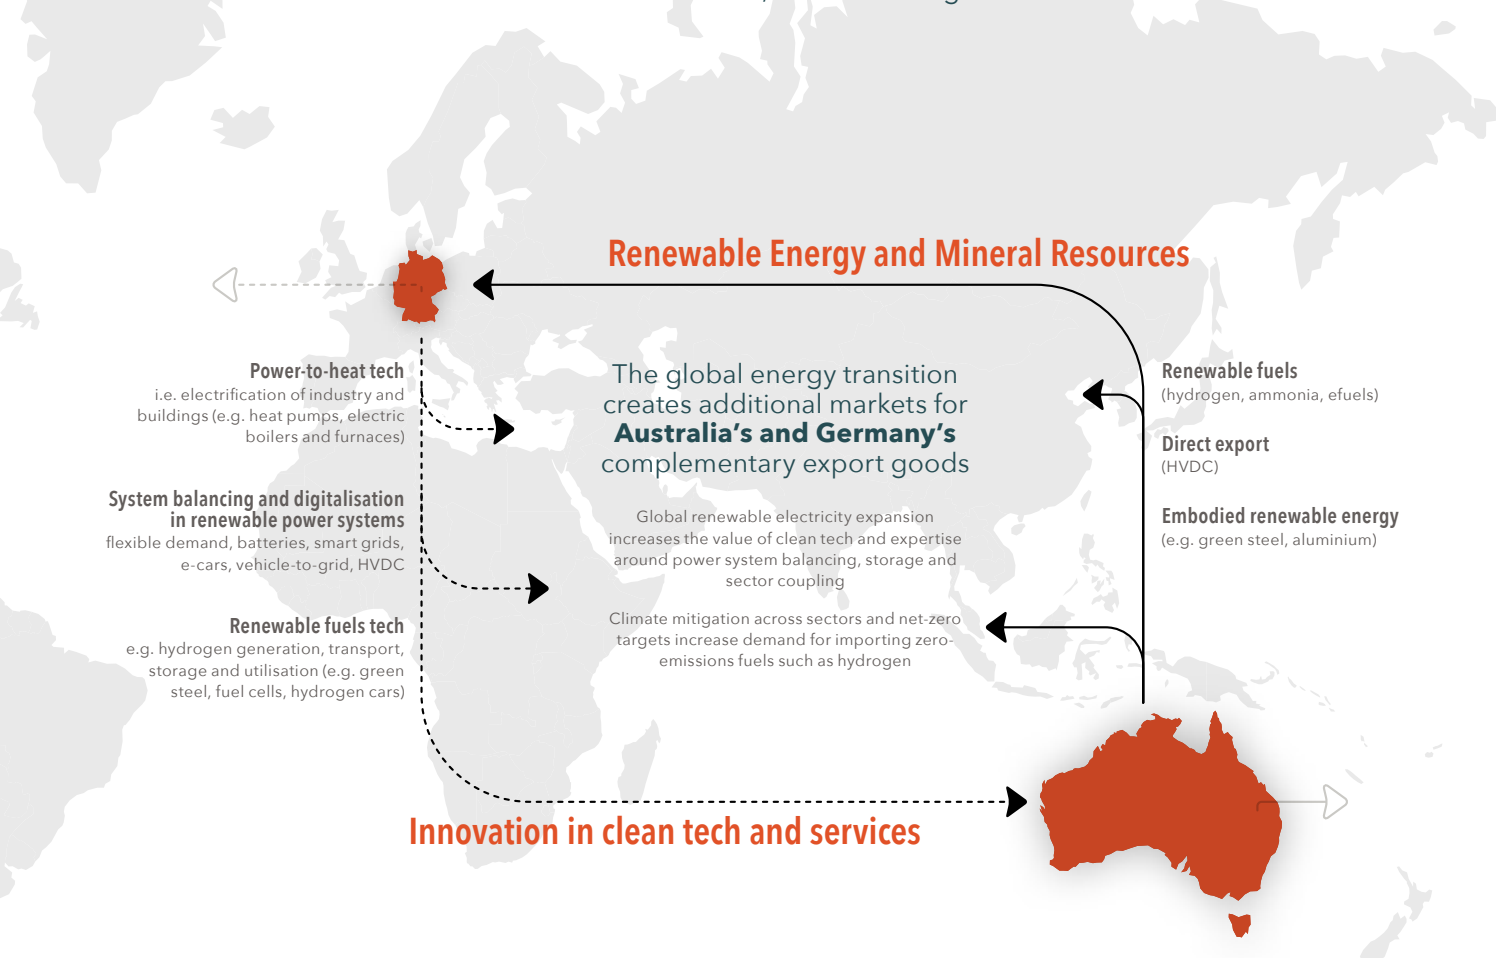 Renewable Energy and Mineral Resources
Power-to-heat tech
i.e. electrification of industry and
buildings (e.g. heat pumps, electric
boilers and furnaces)
System balancing and digitalisation
in renewable power systems
flexible demand, batteries, smart grids,
e-cars, vehicle-to-grid, HVDC
Renewable fuels tech
e.g. hydrogen generation, transport,
storage and utilisation (e.g. green
steel, fuel cells, hydrogen cars)
The global energy transition
creates additional markets for
Australia's and Germany's
complementary export goods
Global renewable electricity expansion
increases the value of clean tech and expertise
around power system balancing, storage and
sector coupling
Climate mitigation across sectors and net-zero
targets increase demand for importing zero-
emissions fuels such as hydrogen
Renewable fuels
(hydrogen, ammonia, efuels)
Direct export
(HVDC)
Embodied renewable energy
(e.g. green steel, aluminium)
Innovation in clean tech and services